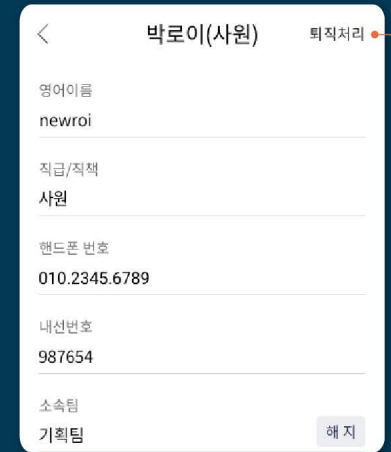 박로이(사원) 퇴직처리
영어이름
newroi
직급/직책
사원
핸드폰 번호
010.2345.6789
내선번호
987654
소속팀
기획팀 해지